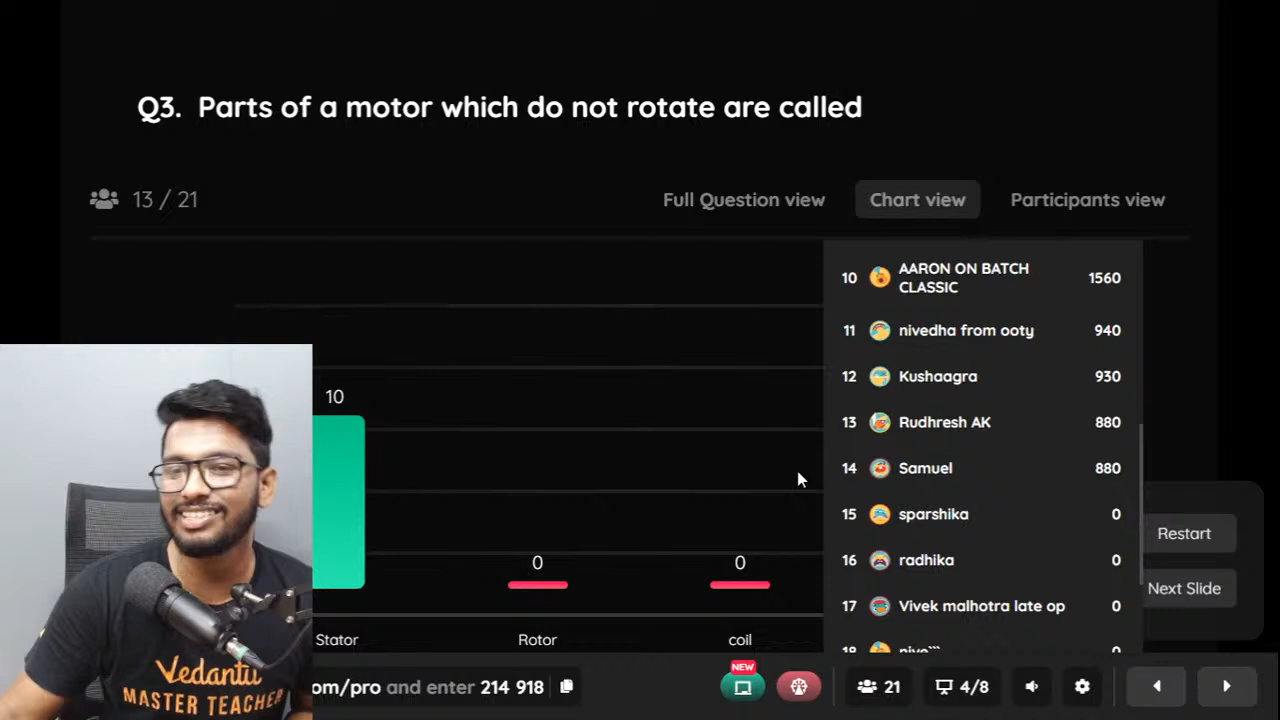 Q3. Parts of a motor which do not rotate are called
13 / 21
Full Question view
Chart view
Participants view
10 AARON ON BATCH CLASSIC 1560
11 nivedha from ooty 940
12 Kushaagra 930
13 Rudhresh AK 880
14 Samuel 880
15 sparshika 0
16 radhika 0
17 Vivek malhotra late op 0
10
0
0
Stator
Rotor
coil
Restart
Next Slide
Vedantu
MASTER TEACHER
om/pro and enter 214 918
NEW
21
4/8